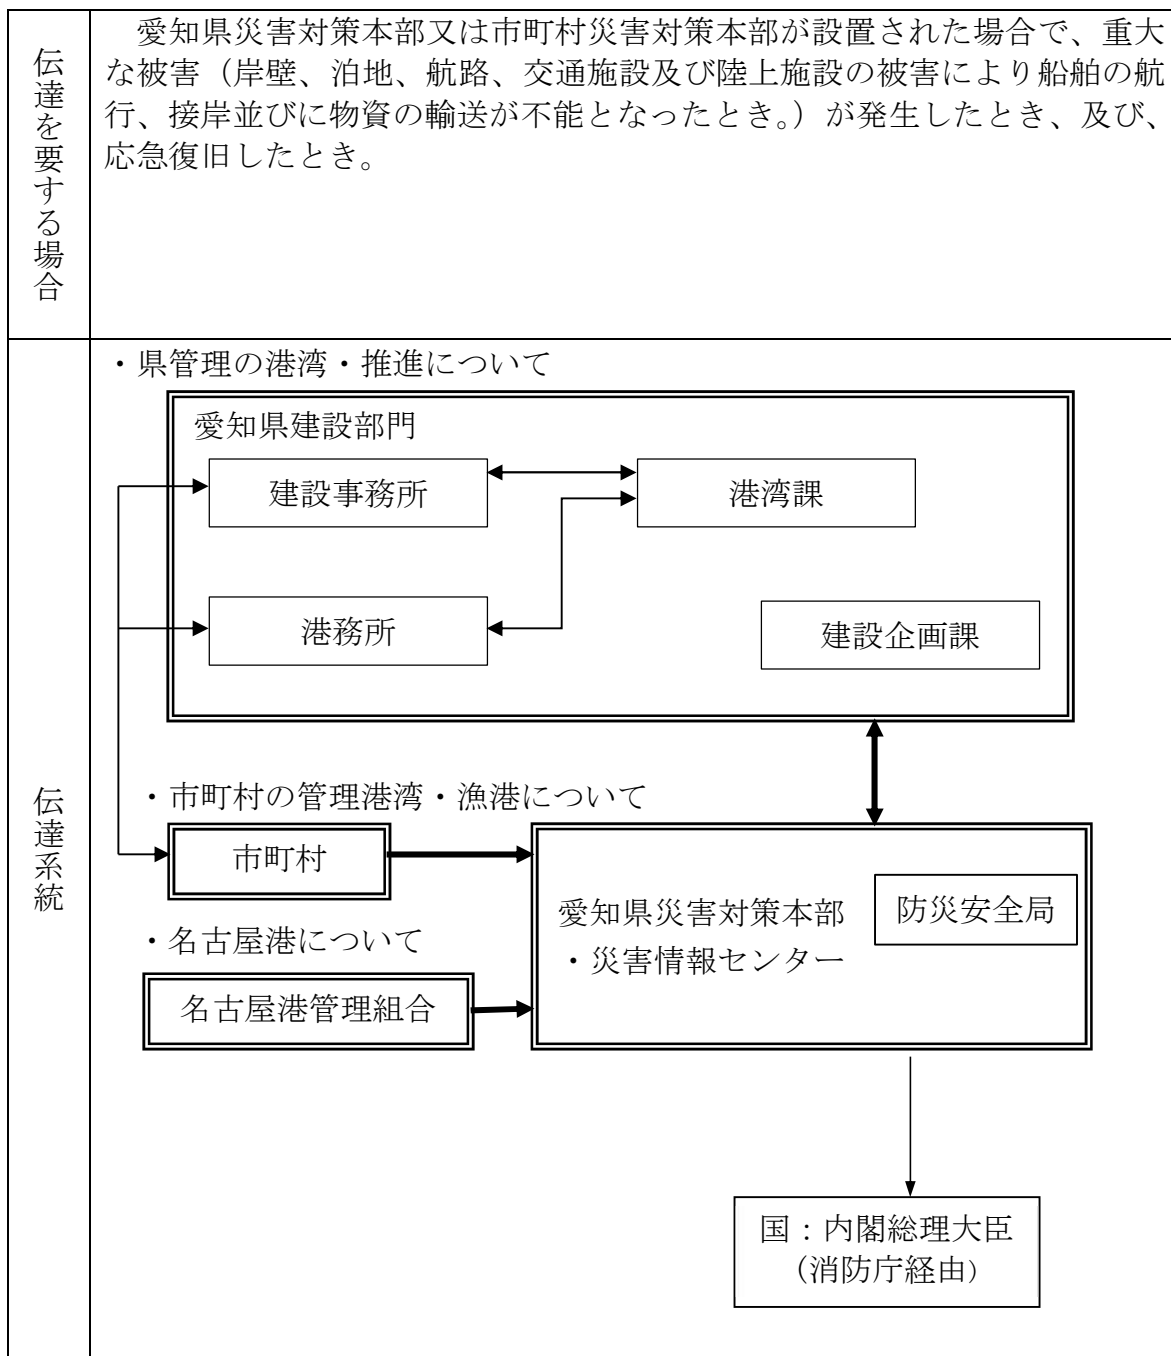 伝達を要する場合
　愛知県災害対策本部又は市町村災害対策本部が設置された場合で、重大
な被害（岸壁、泊地、航路、交通施設及び陸上施設の被害により船舶の航
行、接岸並びに物資の輸送が不能となったとき。）が発生したとき、及び、
応急復旧したとき。
伝達系統
・県管理の港湾・推進について
愛知県建設部門
建設事務所
港湾課
港務所
建設企画課
・市町村の管理港湾・漁港について
市町村
愛知県災害対策本部
・災害情報センター
防災安全局
・名古屋港について
名古屋港管理組合
国：内閣総理大臣
（消防庁経由）